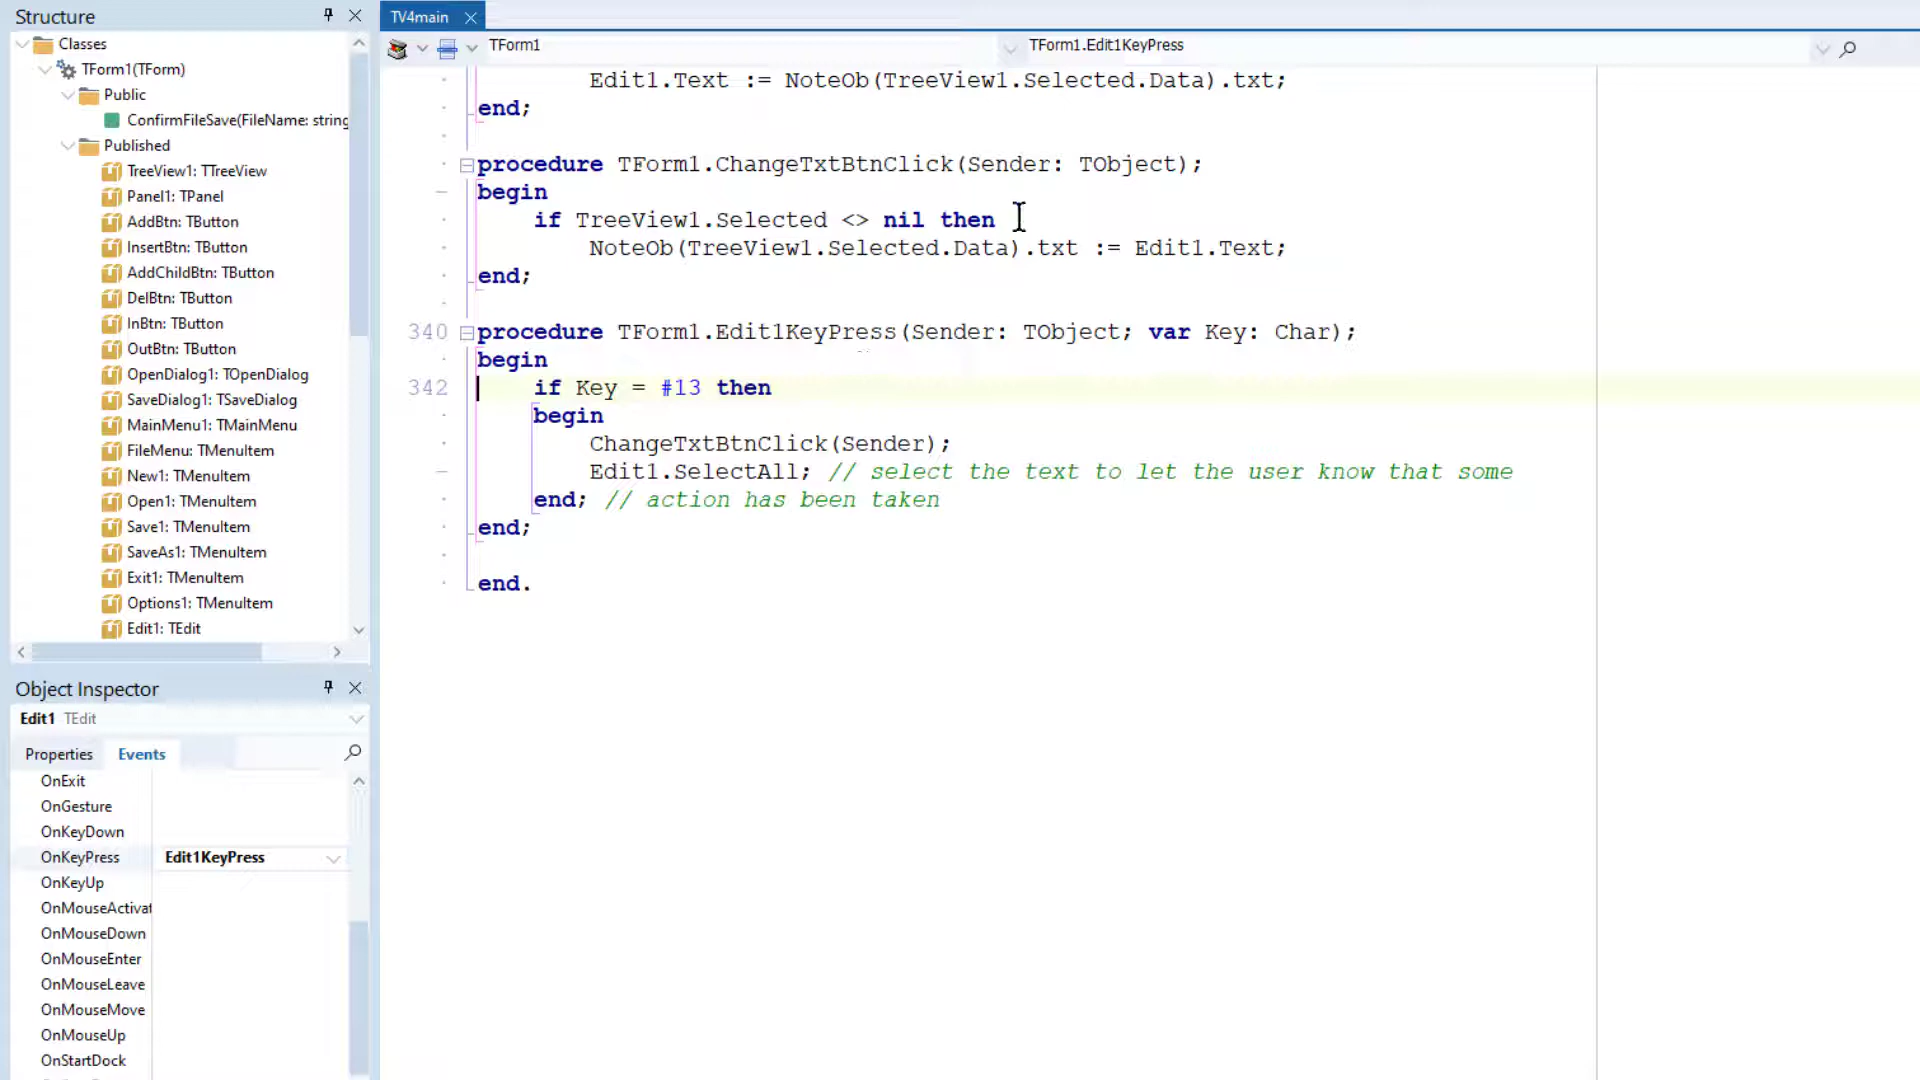 Structure
Classes
TForm1(TForm)
Public
ConfirmFileSave(FileName: string
Published
TreeView1: TTreeView
Panel1: TPanel
AddBtn: TButton
InsertBtn: TButton
AddChildBtn: TButton
DelBtn: TButton
InBtn: TButton
OutBtn: TButton
OpenDialog1: TOpenDialog
SaveDialog1: TSaveDialog
MainMenu1: TMainMenu
FileMenu: TMenuItem
New1: TMenuItem
Open1: TMenuItem
Save1: TMenuItem
SaveAs1: TMenuItem
Exit1: TMenuItem
Options1: TMenuItem
Edit1: TEdit
Object Inspector
Edit1 TEdit
Properties Events
OnExit
OnGesture
OnKeyDown
OnKeyPress Edit1KeyPress
OnKeyUp
OnMouseActivat
OnMouseDown
OnMouseEnter
OnMouseLeave
OnMouseMove
OnMouseUp
OnStartDock
TV4main
TForm1 TForm1.Edit1KeyPress
Edit1.Text := NoteOb(TreeView1.Selected.Data).txt;
end;
procedure TForm1.ChangeTxtBtnClick(Sender: TObject);
begin
if TreeView1.Selected <> nil then
NoteOb(TreeView1.Selected.Data).txt := Edit1.Text;
end;
340 procedure TForm1.Edit1KeyPress(Sender: TObject; var Key: Char);
begin
342 if Key = #13 then
begin
ChangeTxtBtnClick(Sender);
Edit1.SelectAll; // select the text to let the user know that some
end; // action has been taken
end;
end.